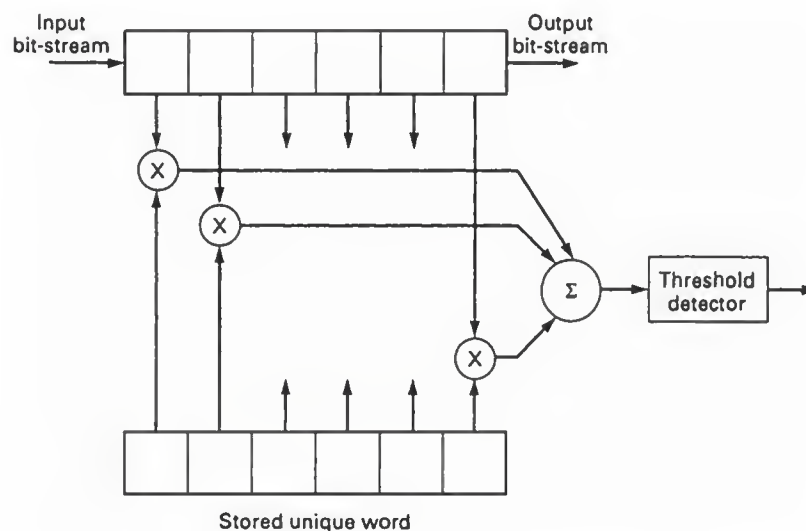 Input
bit-stream
Output
bit-stream
X
X
Σ
Threshold
detector
X
Stored unique word